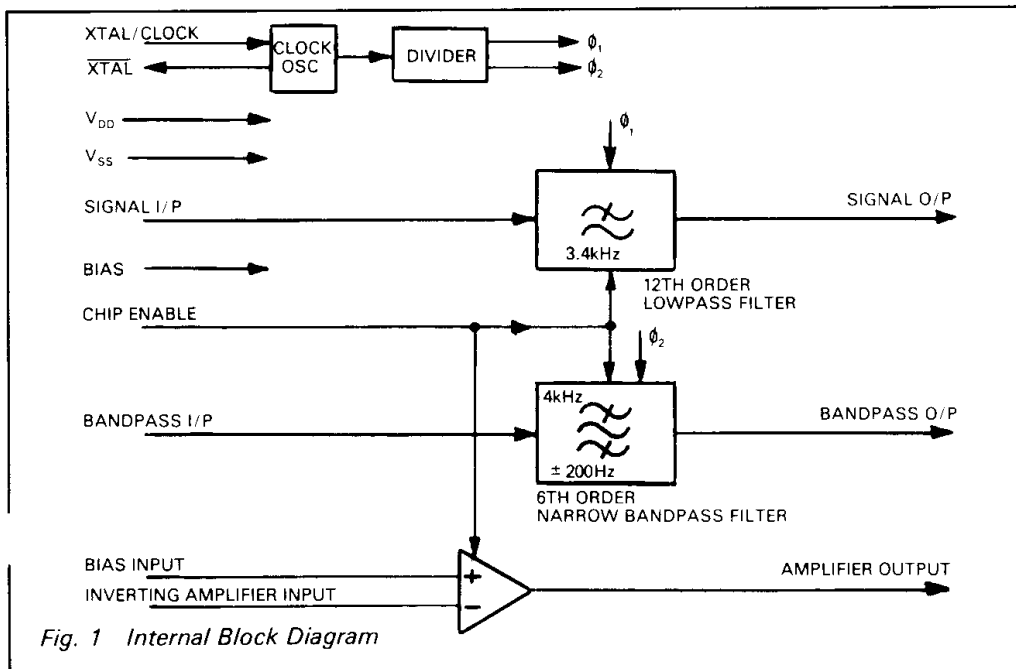 XTAL/CLOCK
XTAL
CLOCK
OSC
DIVIDER
ϕ1
ϕ2
VDD
VSS
ϕ1
SIGNAL I/P
SIGNAL O/P
3.4kHz
BIAS
12TH ORDER
LOWPASS FILTER
CHIP ENABLE
ϕ2
4kHz
BANDPASS I/P
BANDPASS O/P
± 200Hz
6TH ORDER
NARROW BANDPASS FILTER
BIAS INPUT
+
AMPLIFIER OUTPUT
INVERTING AMPLIFIER INPUT
−
Fig. 1 Internal Block Diagram